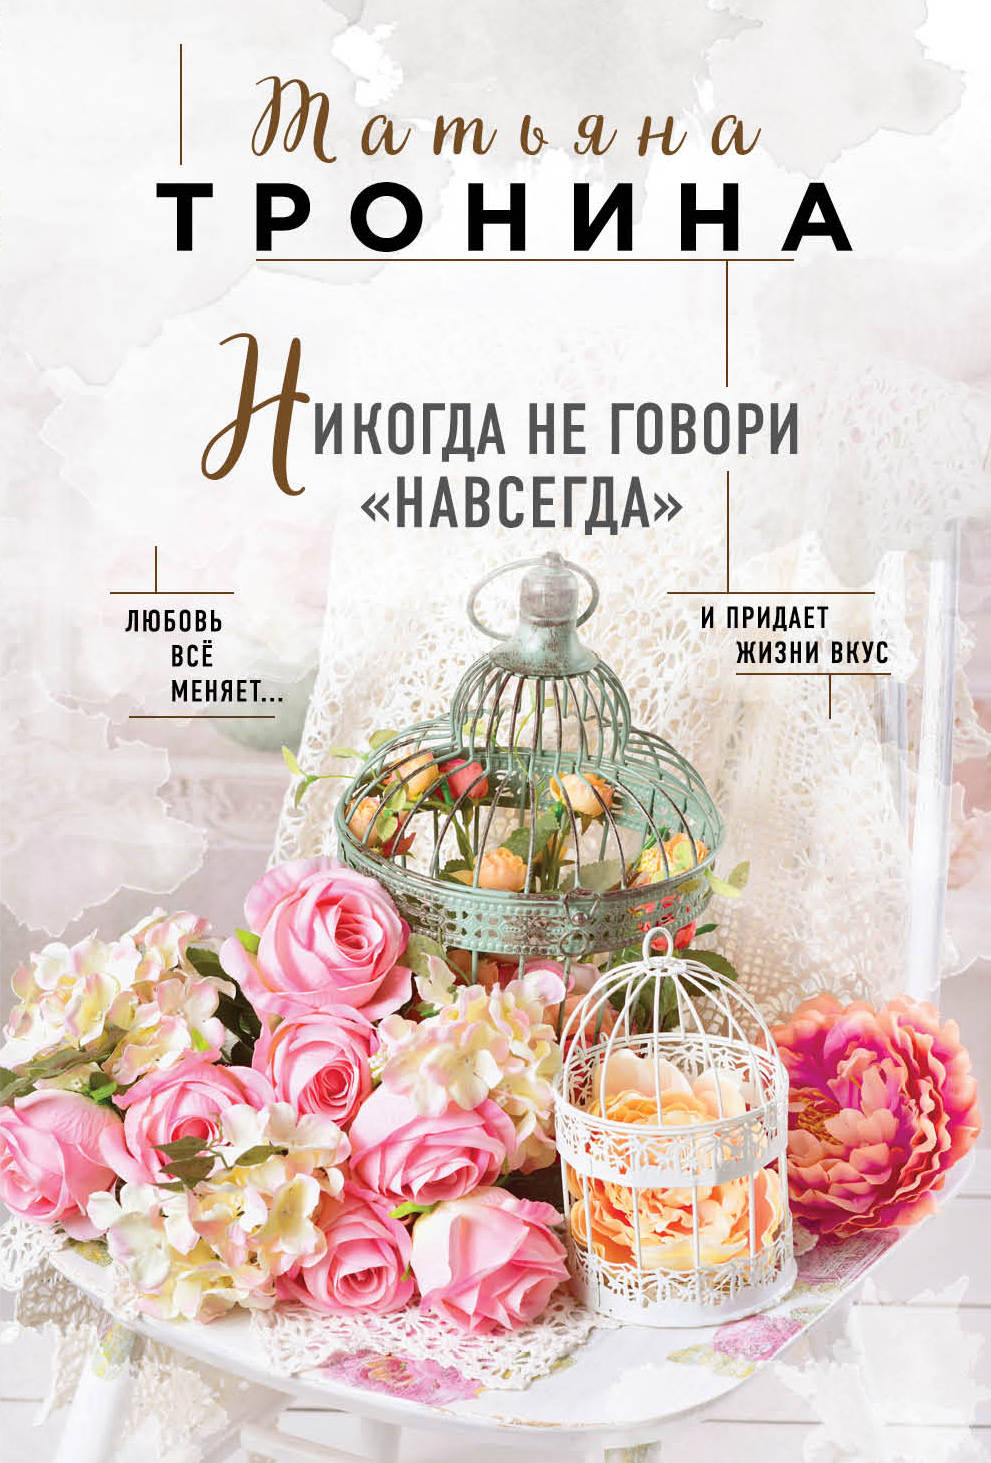 Татьяна
ТРОНИНА
НИКОГДА НЕ ГОВОРИ
«НАВСЕГДА»
ЛЮБОВЬ
ВСЁ
МЕНЯЕТ...
И ПРИДАЕТ
ЖИЗНИ ВКУС